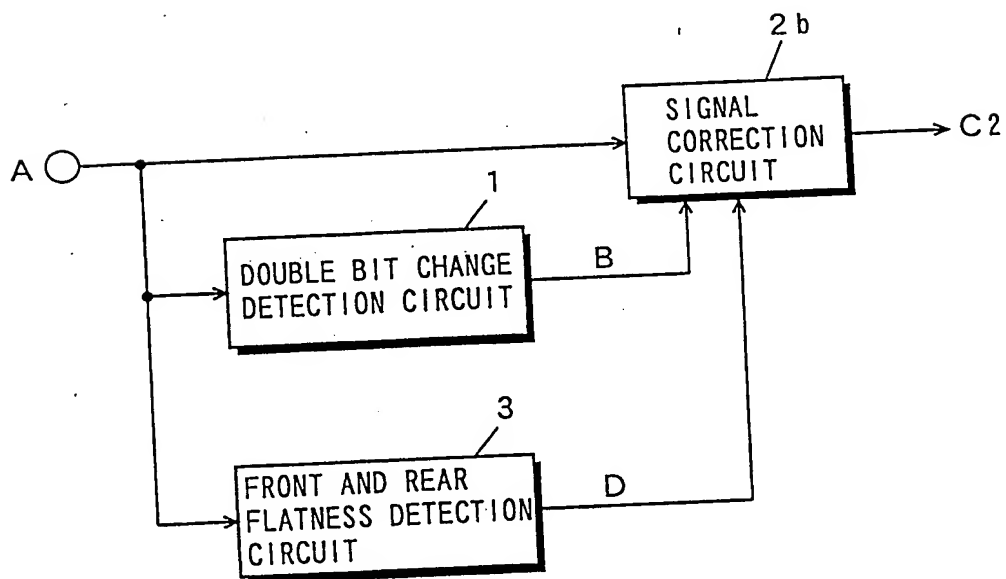 2b
SIGNAL
CORRECTION
CIRCUIT
C2
A
1
DOUBLE BIT CHANGE
DETECTION CIRCUIT
B
3
FRONT AND REAR
FLATNESS DETECTION
CIRCUIT
D